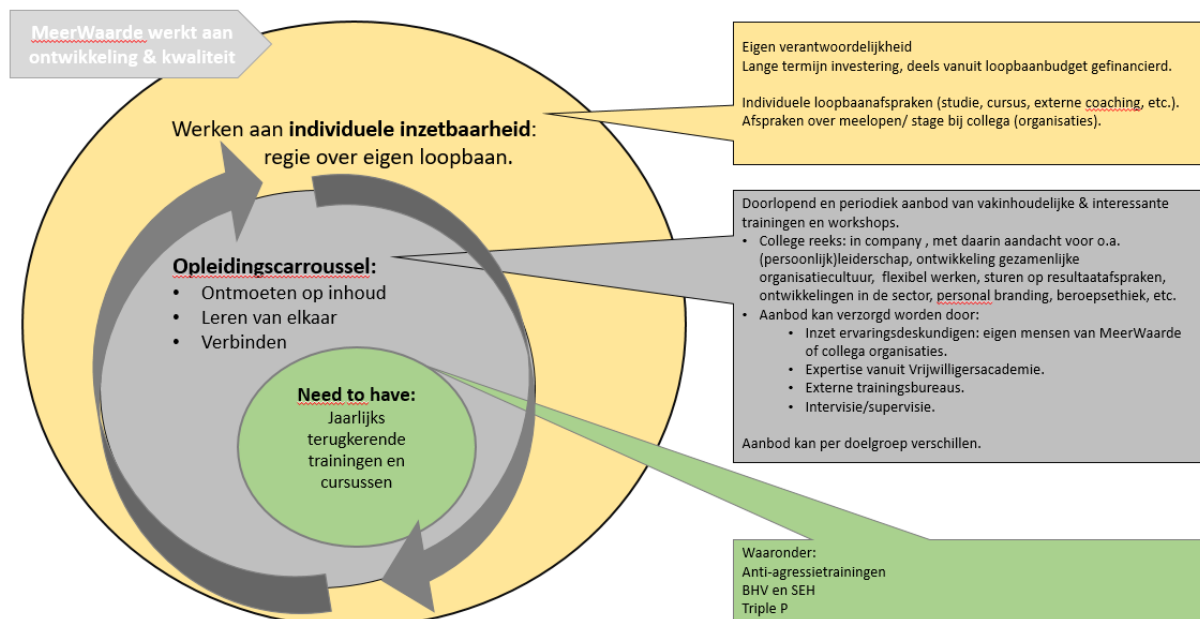 MeerWaarde werkt aan
ontwikkeling & kwaliteit
Werken aan individuele inzetbaarheid:
regie over eigen loopbaan.
Opleidingscarroussel:
• Ontmoeten op inhoud
• Leren van elkaar
• Verbinden
Need to have:
Jaarlijks
terugkerende
trainingen en
cursussen
Eigen verantwoordelijkheid
Lange termijn investering, deels vanuit loopbaanbudget gefinancierd.
Individuele loopbaanafspraken (studie, cursus, externe coaching, etc.).
Afspraken over meelopen/ stage bij collega (organisaties).
Doorlopend en periodiek aanbod van vakinhoudelijke & interessante
trainingen en workshops.
• College reeks: in company , met daarin aandacht voor o.a.
(persoonlijk)leiderschap, ontwikkeling gezamenlijke
organisatiecultuur, flexibel werken, sturen op resultaatafspraken,
ontwikkelingen in de sector, personal branding, beroepsethiek, etc.
• Aanbod kan verzorgd worden door:
• Inzet ervaringsdeskundigen: eigen mensen van MeerWaarde
of collega organisaties.
• Expertise vanuit Vrijwilligersacademie.
• Externe trainingsbureaus.
• Intervisie/supervisie.
Aanbod kan per doelgroep verschillen.
Waaronder:
Anti-agressietrainingen
BHV en SEH
Triple P